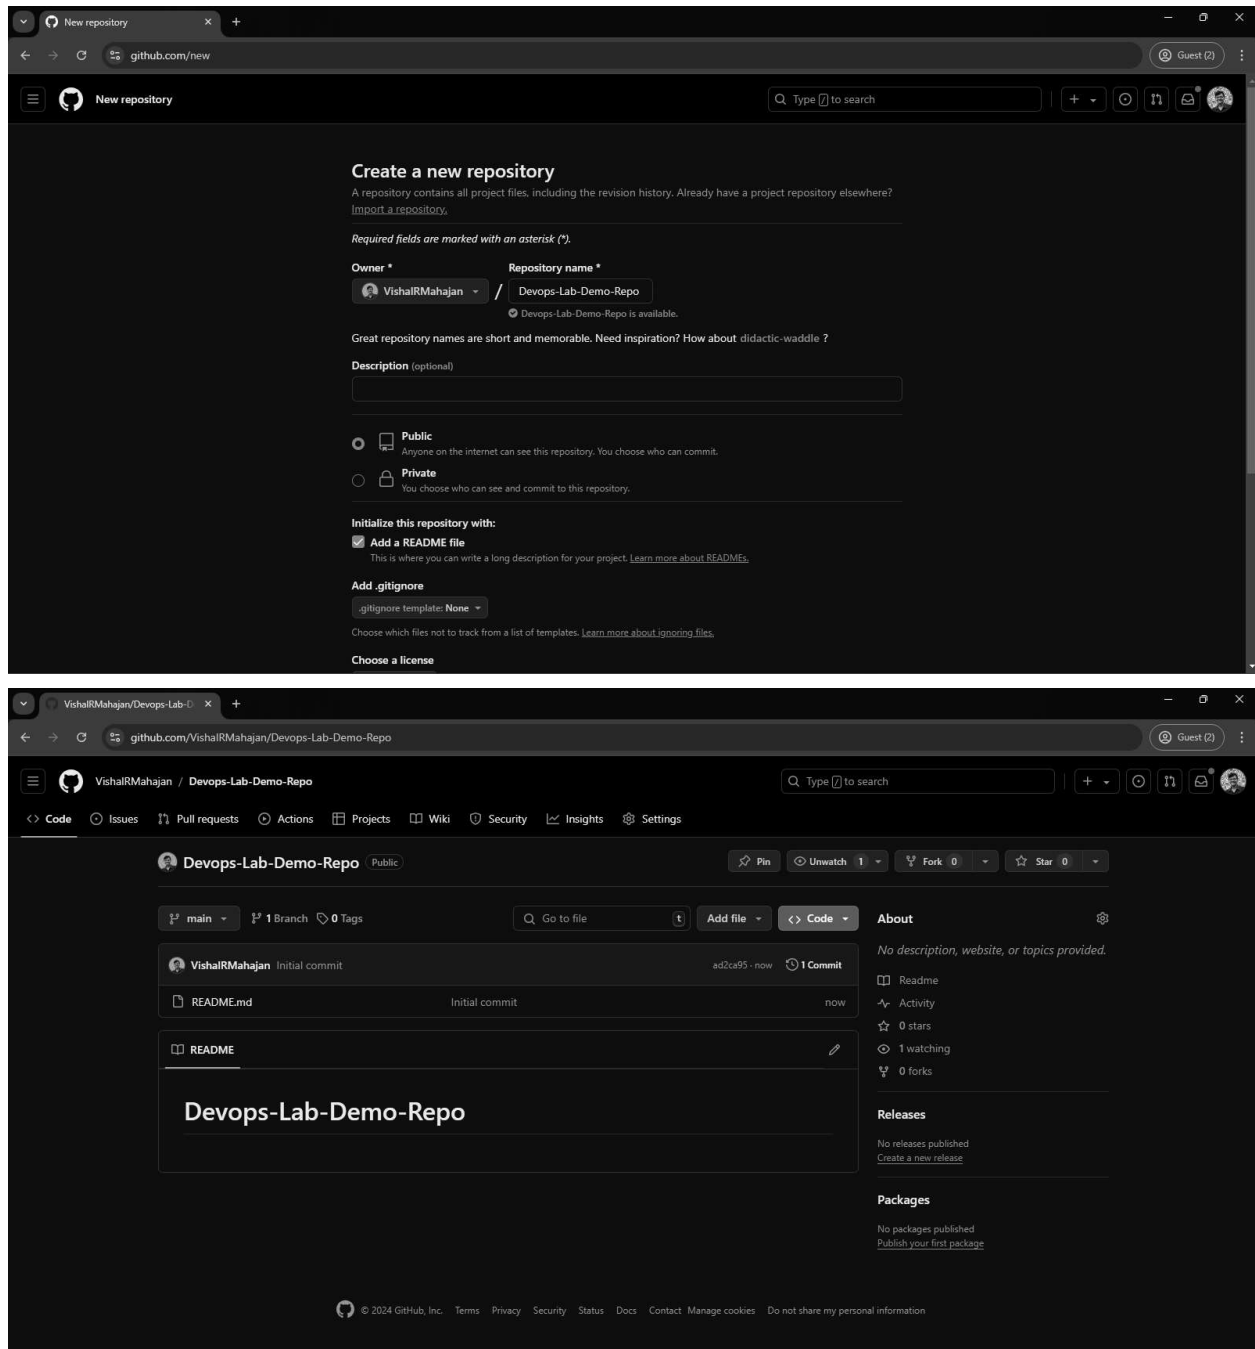 New repository
github.com/new
Guest (2)
New repository
Type / to search
Create a new repository
A repository contains all project files, including the revision history. Already have a project repository elsewhere?
Import a repository.
Required fields are marked with an asterisk (*).
Owner * Repository name *
VishalRMahajan / Devops-Lab-Demo-Repo
Devops-Lab-Demo-Repo is available.
Great repository names are short and memorable. Need inspiration? How about didactic-waddle ?
Description (optional)
Public
Anyone on the internet can see this repository. You choose who can commit.
Private
You choose who can see and commit to this repository.
Initialize this repository with:
Add a README file
This is where you can write a long description for your project. Learn more about READMEs.
Add .gitignore
.gitignore template: None
Choose which files not to track from a list of templates. Learn more about ignoring files.
Choose a license
VishalRMahajan/Devops-Lab-D
github.com/VishalRMahajan/Devops-Lab-Demo-Repo
Guest (2)
VishalRMahajan / Devops-Lab-Demo-Repo
Type / to search
Code Issues Pull requests Actions Projects Wiki Security Insights Settings
Devops-Lab-Demo-Repo Public
Pin Unwatch 1 Fork 0 Star 0
main 1 Branch 0 Tags
Go to file t Add file Code
VishalRMahajan Initial commit ad2ca95 · now 1 Commit
README.md Initial commit now
README
Devops-Lab-Demo-Repo
About
No description, website, or topics provided.
Readme
Activity
0 stars
1 watching
0 forks
Releases
No releases published
Create a new release
Packages
No packages published
Publish your first package
© 2024 GitHub, Inc. Terms Privacy Security Status Docs Contact Manage cookies Do not share my personal information